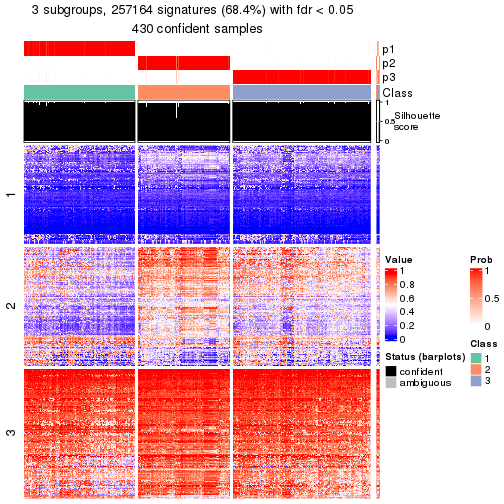 3 subgroups, 257164 signatures (68.4%) with fdr < 0.05
430 confident samples
p1
p2
p3
Class
1
0.5
0
Silhouette
score
1
2
3
Value
1
0.8
0.6
0.4
0.2
0
Prob
1
0.5
0
Status (barplots)
confident
ambiguous
Class
1
2
3